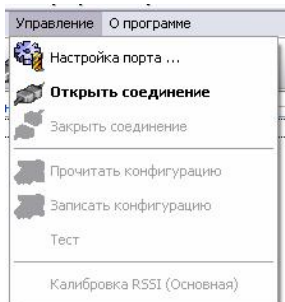 Управление О программе
Настройка порта ...
Открыть соединение
Закрыть соединение
Прочитать конфигурацию
Записать конфигурацию
Тест
Калибровка RSSI (Основная)